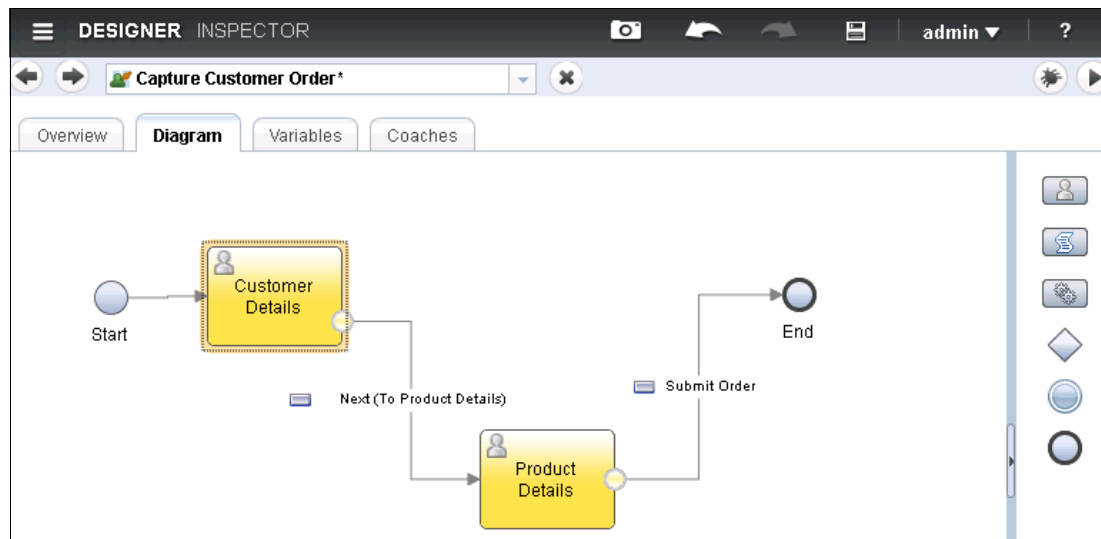 DESIGNER INSPECTOR admin ?
Capture Customer Order*
Overview Diagram Variables Coaches
Customer
Details
Start
End
Next (To Product Details)
Submit Order
Product
Details